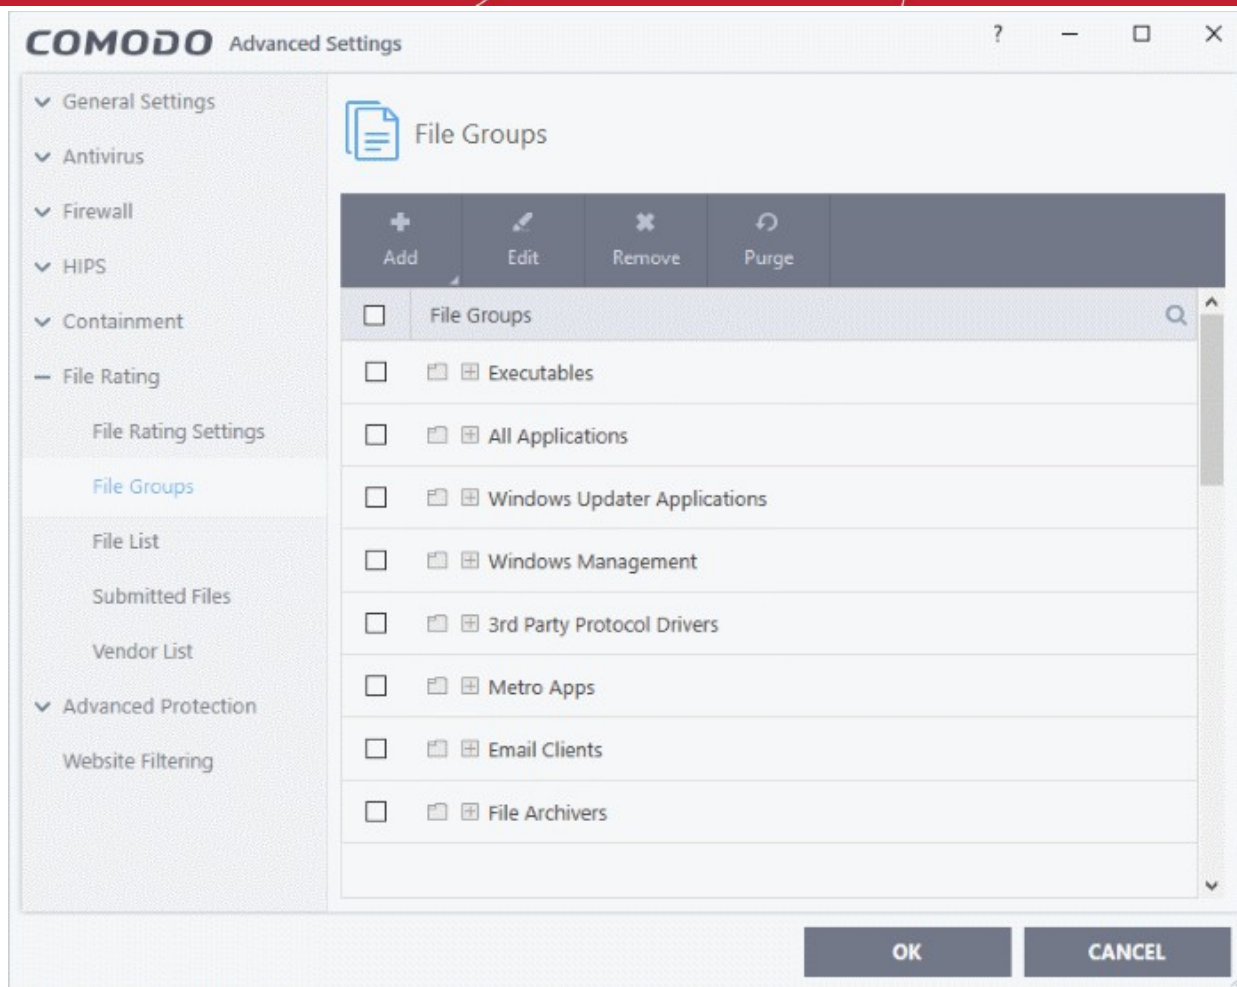 COMODO Advanced Settings ?
General Settings
Antivirus
Firewall
HIPS
Containment
File Rating
File Rating Settings
File Groups
File List
Submitted Files
Vendor List
Advanced Protection
Website Filtering
File Groups
Add Edit Remove Purge
File Groups
Executables
All Applications
Windows Updater Applications
Windows Management
3rd Party Protocol Drivers
Metro Apps
Email Clients
File Archivers
OK CANCEL